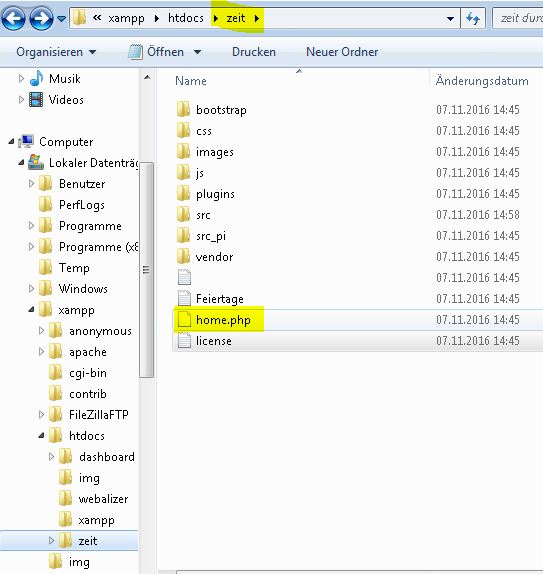 « xampp htdocs zeit
zeit durc
Organisieren Öffnen Drucken Neuer Ordner
Musik
Videos
Computer
Lokaler Datenträg
Benutzer
PerfLogs
Programme
Programme (x8
Temp
Windows
xampp
anonymous
apache
cgi-bin
contrib
FileZillaFTP
htdocs
dashboard
img
webalizer
xampp
zeit
img
Name Änderungsdatum
bootstrap 07.11.2016 14:45
css 07.11.2016 14:45
images 07.11.2016 14:45
js 07.11.2016 14:45
plugins 07.11.2016 14:45
src 07.11.2016 14:58
src_pi 07.11.2016 14:45
vendor 07.11.2016 14:45
07.11.2016 14:45
Feiertage 07.11.2016 14:45
home.php 07.11.2016 14:45
license 07.11.2016 14:45